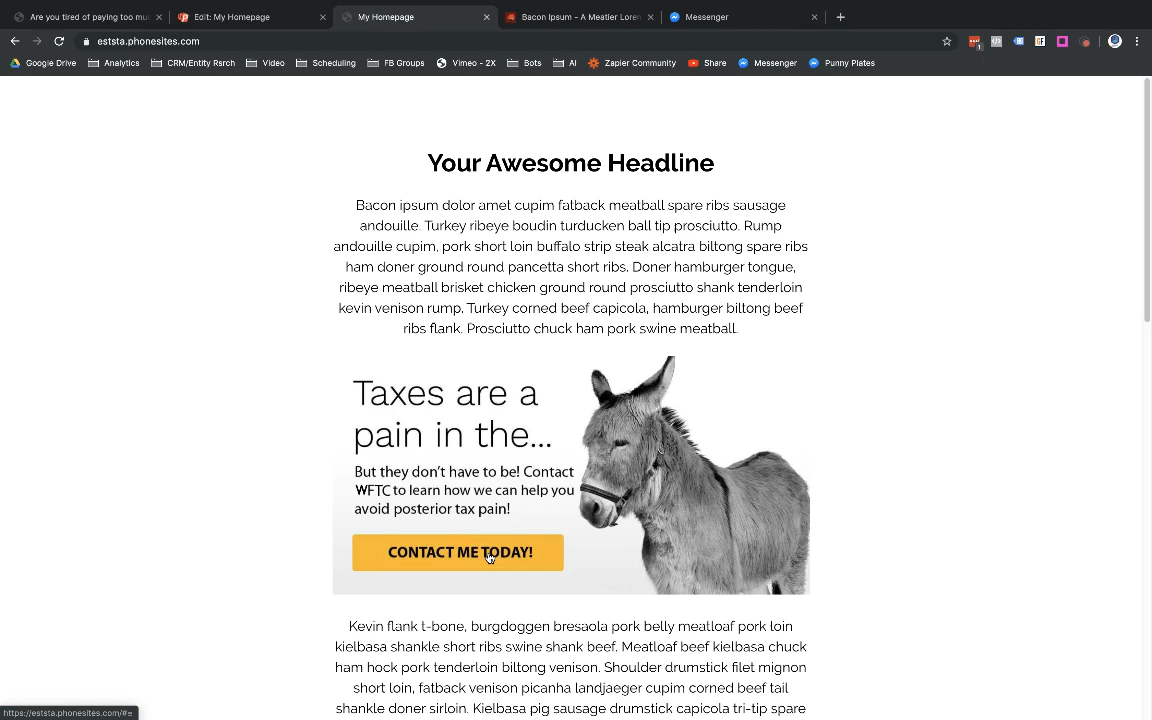 Are you tired of paying too mu
Edit: My Homepage
My Homepage
Bacon Ipsum - A Meatier Loren
Messenger
eststa.phonesites.com
Google Drive
Analytics
CRM/Entity Rsrch
Video
Scheduling
FB Groups
Vimeo - 2X
Bots
AI
Zapier Community
Share
Messenger
Punny Plates
Your Awesome Headline
Bacon ipsum dolor amet cupim fatback meatball spare ribs sausage
andouille. Turkey ribeye boudin turducken ball tip prosciutto. Rump
andouille cupim, pork short loin buffalo strip steak alcatra biltong spare ribs
ham doner ground round pancetta short ribs. Doner hamburger tongue,
ribeye meatball brisket chicken ground round prosciutto shank tenderloin
kevin venison rump. Turkey corned beef capicola, hamburger biltong beef
ribs flank. Prosciutto chuck ham pork swine meatball.
Taxes are a
pain in the...
But they don't have to be! Contact
WFTC to learn how we can help you
avoid posterior tax pain!
CONTACT ME TODAY!
Kevin flank t-bone, burgdoggen bresaola pork belly meatloaf pork loin
kielbasa shankle short ribs swine shank beef. Meatloaf beef kielbasa chuck
ham hock pork tenderloin biltong venison. Shoulder drumstick filet mignon
short loin, fatback venison picanha landjaeger cupim corned beef tail
shankle doner sirloin. Kielbasa pig sausage drumstick capicola tri-tip spare
https://eststa.phonesites.com/#=